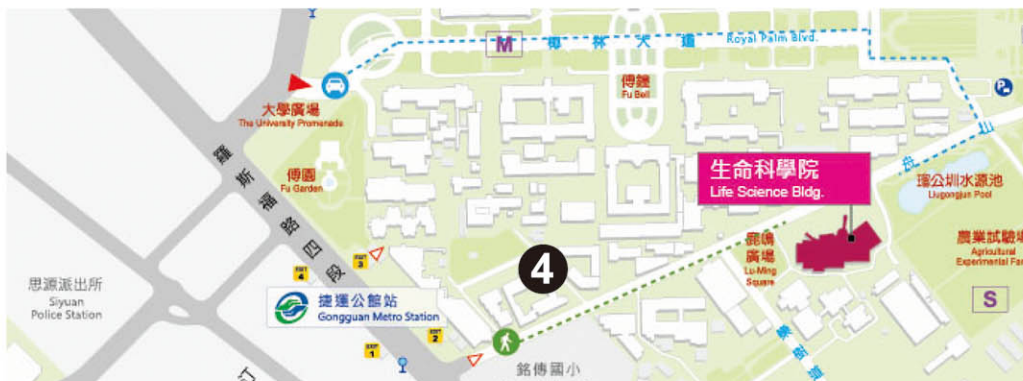 M
椰林大道
Royal Palm Blvd.
大學廣場
The University Promenade
傅鐘
Fu Bell
P
生命科學院
Life Science Bldg.
舟山
瑠公圳水源池
Liugongjun Pool
傅園
Fu Garden
羅斯福路四段
4
鹿鳴
廣場
Lu-Ming
Square
農業試驗場
Agricultural
Experimental Far
思源派出所
Siyuan
Police Station
EXIT
4
EXIT
3
捷運公館站
Gongguan Metro Station
S
EXIT
2
EXIT
1
銘傳國小
汀